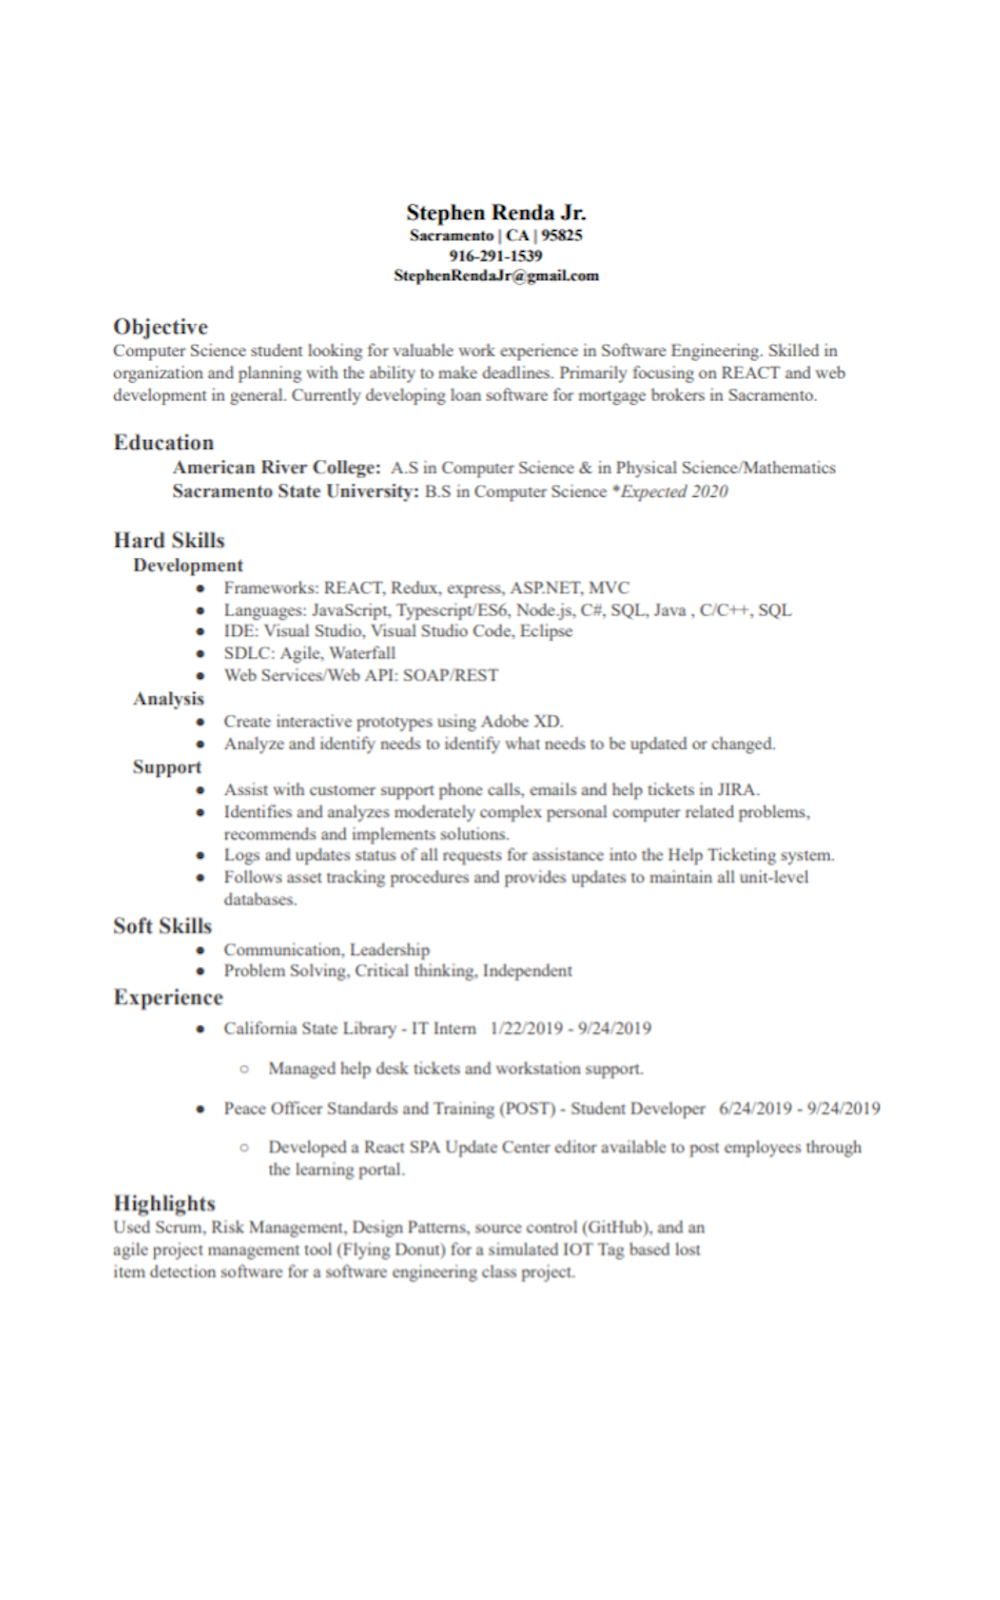 Stephen Renda Jr.
Sacramento | CA | 95825
916-291-1539
StephenRendaJr@gmail.com
Objective
Computer Science student looking for valuable work experience in Software Engineering. Skilled in
organization and planning with the ability to make deadlines. Primarily focusing on REACT and web
development in general. Currently developing loan software for mortgage brokers in Sacramento.
Education
American River College: A.S in Computer Science & in Physical Science/Mathematics
Sacramento State University: B.S in Computer Science *Expected 2020
Hard Skills
Development
● Frameworks: REACT, Redux, express, ASP.NET, MVC
● Languages: JavaScript, Typescript/ES6, Node.js, C#, SQL, Java , C/C++, SQL
● IDE: Visual Studio, Visual Studio Code, Eclipse
● SDLC: Agile, Waterfall
● Web Services/Web API: SOAP/REST
Analysis
● Create interactive prototypes using Adobe XD.
● Analyze and identify needs to identify what needs to be updated or changed.
Support
● Assist with customer support phone calls, emails and help tickets in JIRA.
● Identifies and analyzes moderately complex personal computer related problems,
recommends and implements solutions.
● Logs and updates status of all requests for assistance into the Help Ticketing system.
● Follows asset tracking procedures and provides updates to maintain all unit-level
databases.
Soft Skills
● Communication, Leadership
● Problem Solving, Critical thinking, Independent
Experience
● California State Library - IT Intern 1/22/2019 - 9/24/2019
○ Managed help desk tickets and workstation support.
● Peace Officer Standards and Training (POST) - Student Developer 6/24/2019 - 9/24/2019
○ Developed a React SPA Update Center editor available to post employees through
the learning portal.
Highlights
Used Scrum, Risk Management, Design Patterns, source control (GitHub), and an
agile project management tool (Flying Donut) for a simulated IOT Tag based lost
item detection software for a software engineering class project.